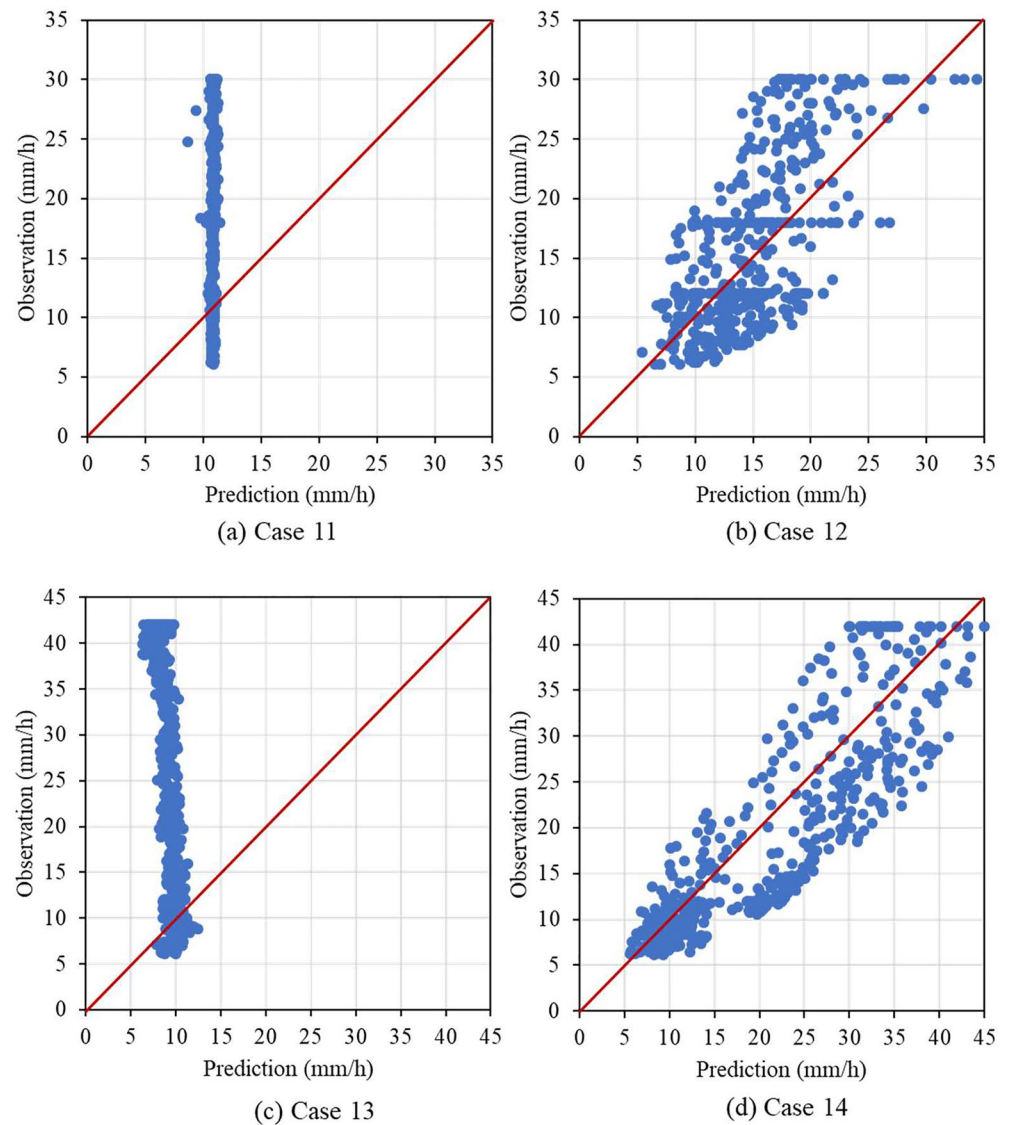 35
30
25
20
15
10
5
0
Observation (mm/h)
0 5 10 15 20 25 30 35
Prediction (mm/h)
(a) Case 11
35
30
25
20
15
10
5
0
Observation (mm/h)
0 5 10 15 20 25 30 35
Prediction (mm/h)
(b) Case 12
45
40
35
30
25
20
15
10
5
0
Observation (mm/h)
0 5 10 15 20 25 30 35 40 45
Prediction (mm/h)
(c) Case 13
45
40
35
30
25
20
15
10
5
0
Observation (mm/h)
0 5 10 15 20 25 30 35 40 45
Prediction (mm/h)
(d) Case 14